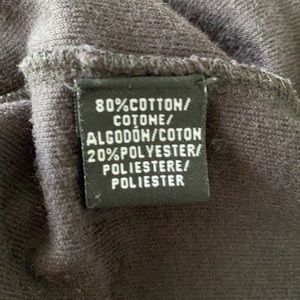 80%COTTON/
COTONE/
ALGODÓN/COTON
20%POLYESTER/
POLIESTERE/
POLIESTER